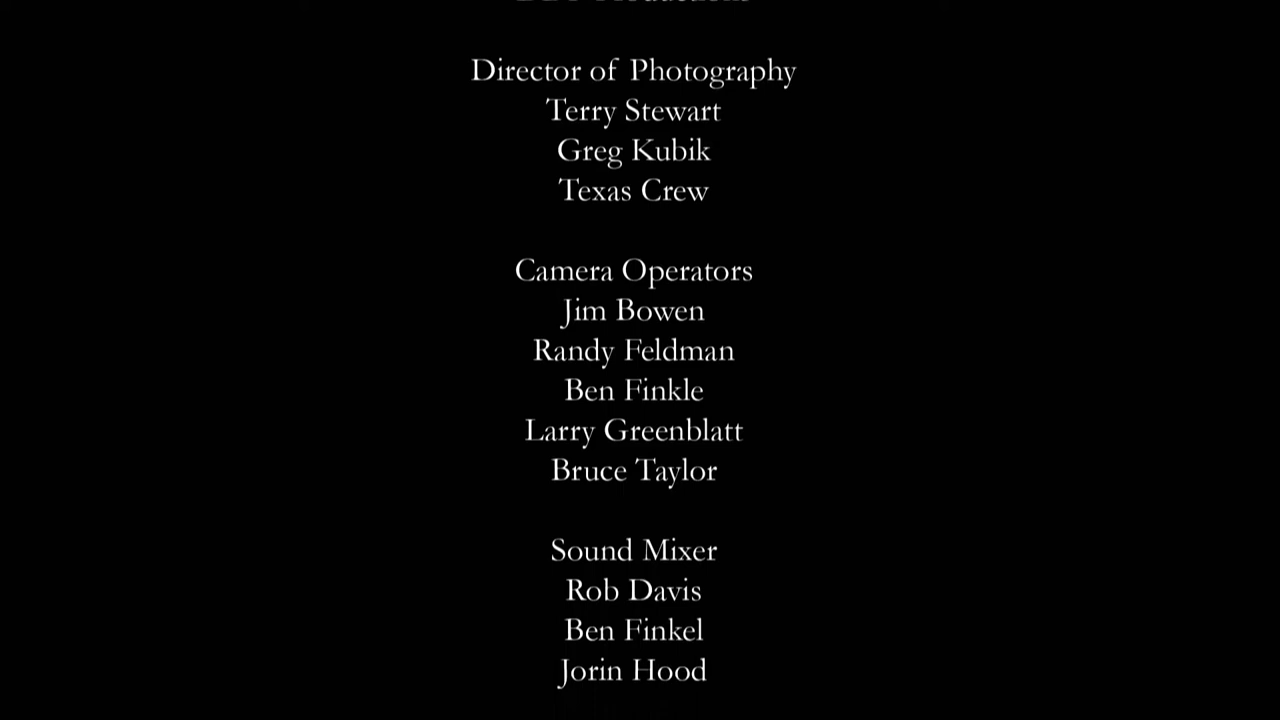 Director of Photography
Terry Stewart
Greg Kubik
Texas Crew
Camera Operators
Jim Bowen
Randy Feldman
Ben Finkle
Larry Greenblatt
Bruce Taylor
Sound Mixer
Rob Davis
Ben Finkel
Jorin Hood